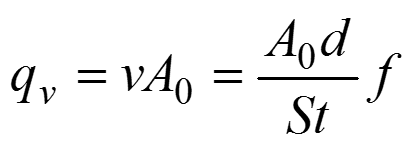 q_v = vA_0 = \frac{A_0 d}{St} f